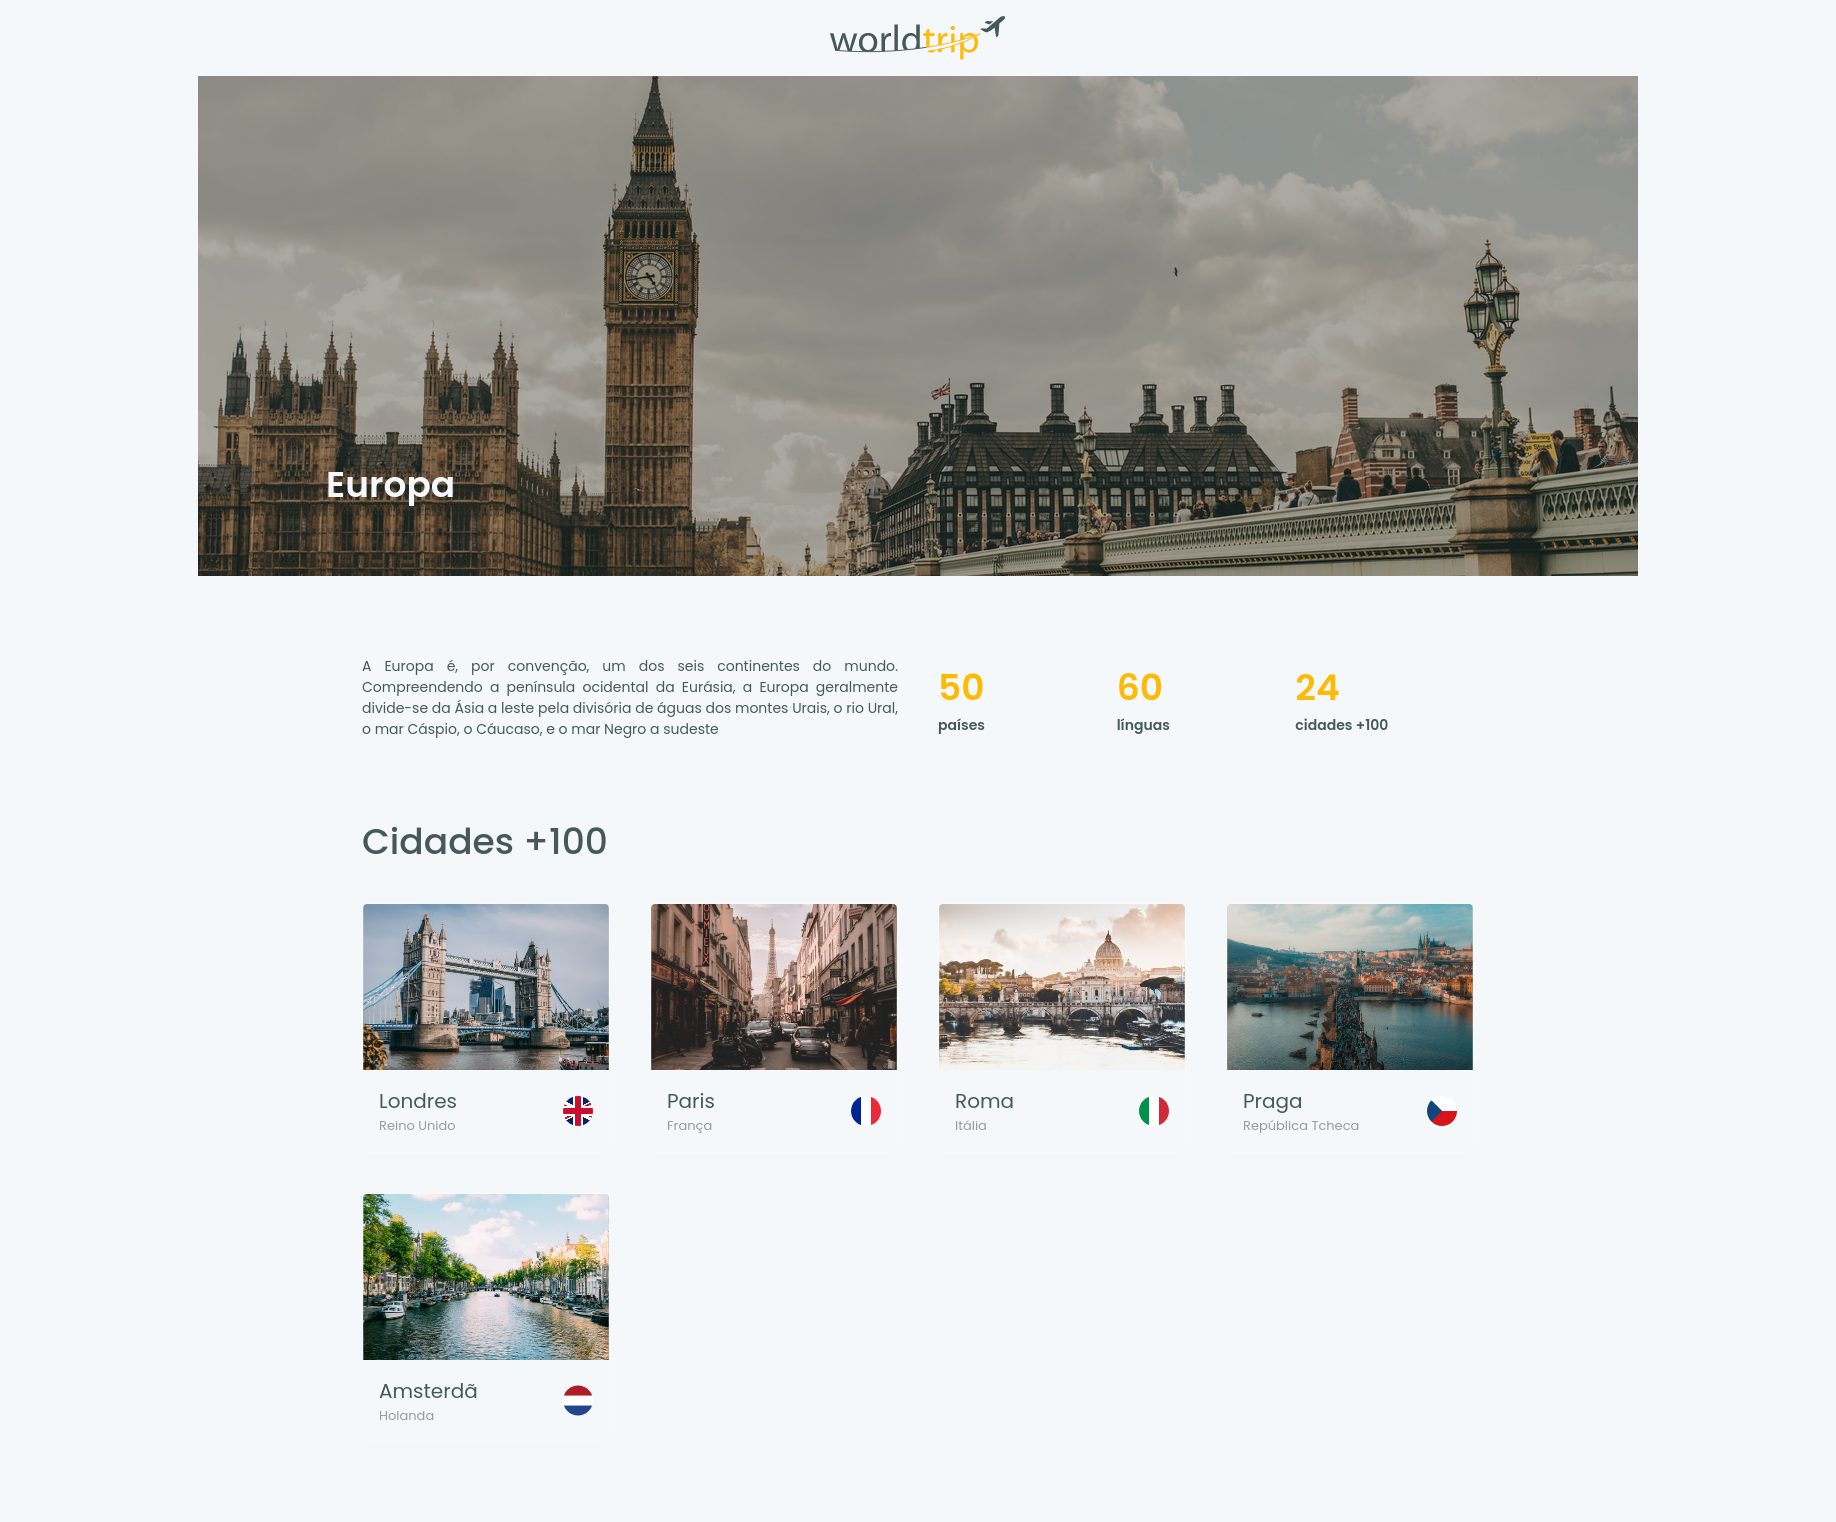 worldtrip
Europa
A Europa é, por convenção, um dos seis continentes do mundo.
Compreendendo a península ocidental da Eurásia, a Europa geralmente
divide-se da Ásia a leste pela divisória de águas dos montes Urais, o rio Ural,
o mar Cáspio, o Cáucaso, e o mar Negro a sudeste
50
países
60
línguas
24
cidades +100
Cidades +100
Londres
Reino Unido
Paris
França
Roma
Itália
Praga
República Tcheca
Amsterdã
Holanda